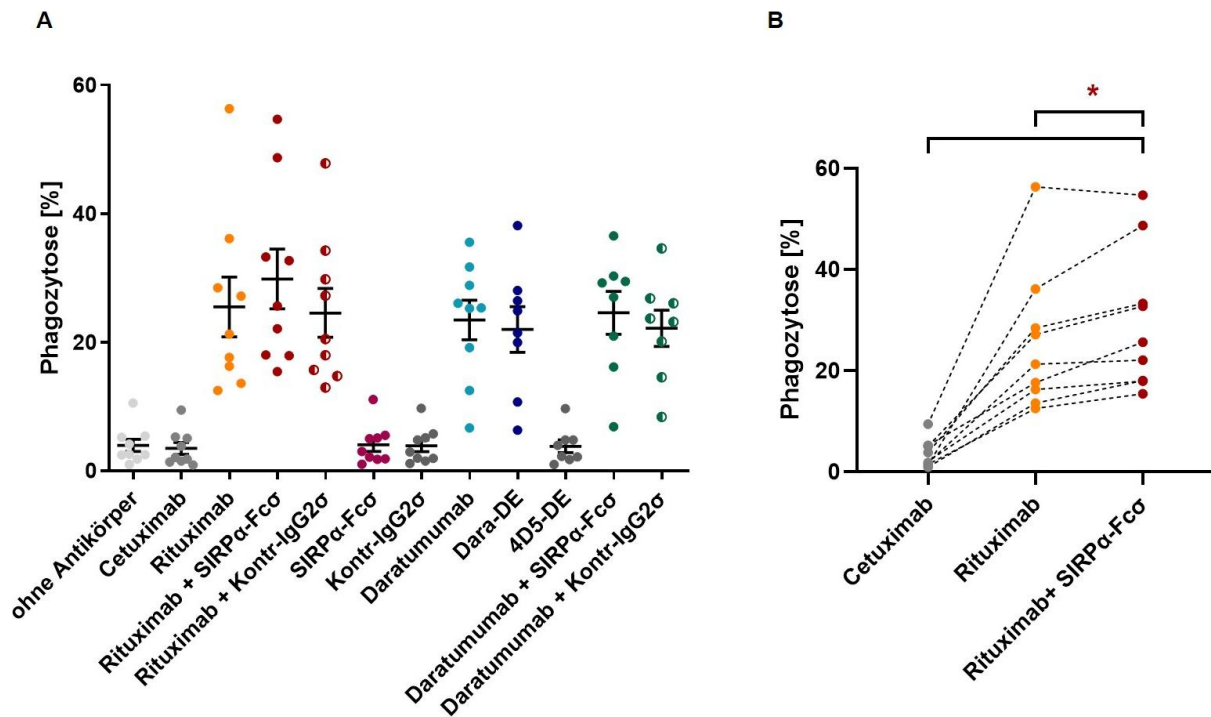 A
Phagozytose [%]
60
40
20
0
ohne Antikörper
Cetuximab
Rituximab
Rituximab + SIRPα-Fcσ
Rituximab + Kontr-IgG2σ
SIRPα-Fcσ
Kontr-IgG2σ
Daratumumab
Dara-DE
4D5-DE
Daratumumab + SIRPα-Fcσ
Daratumumab + Kontr-IgG2σ
B
*
Phagozytose [%]
60
40
20
0
Cetuximab
Rituximab
Rituximab+ SIRPα-Fcσ